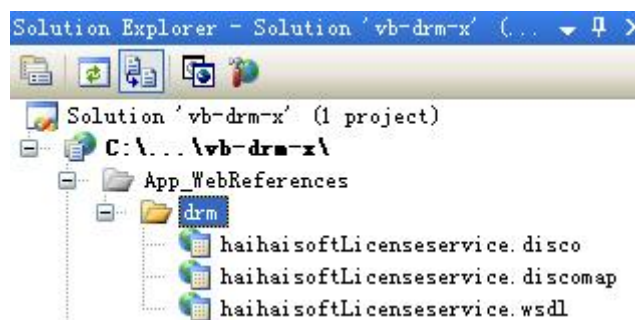 Solution Explorer - Solution 'vb-drm-x' (...
Solution 'vb-drm-x' (1 project)
C:\...\vb-drm-x\
App_WebReferences
drm
haihaisoftLicenseservice.disco
haihaisoftLicenseservice.discomap
haihaisoftLicenseservice.wsdl